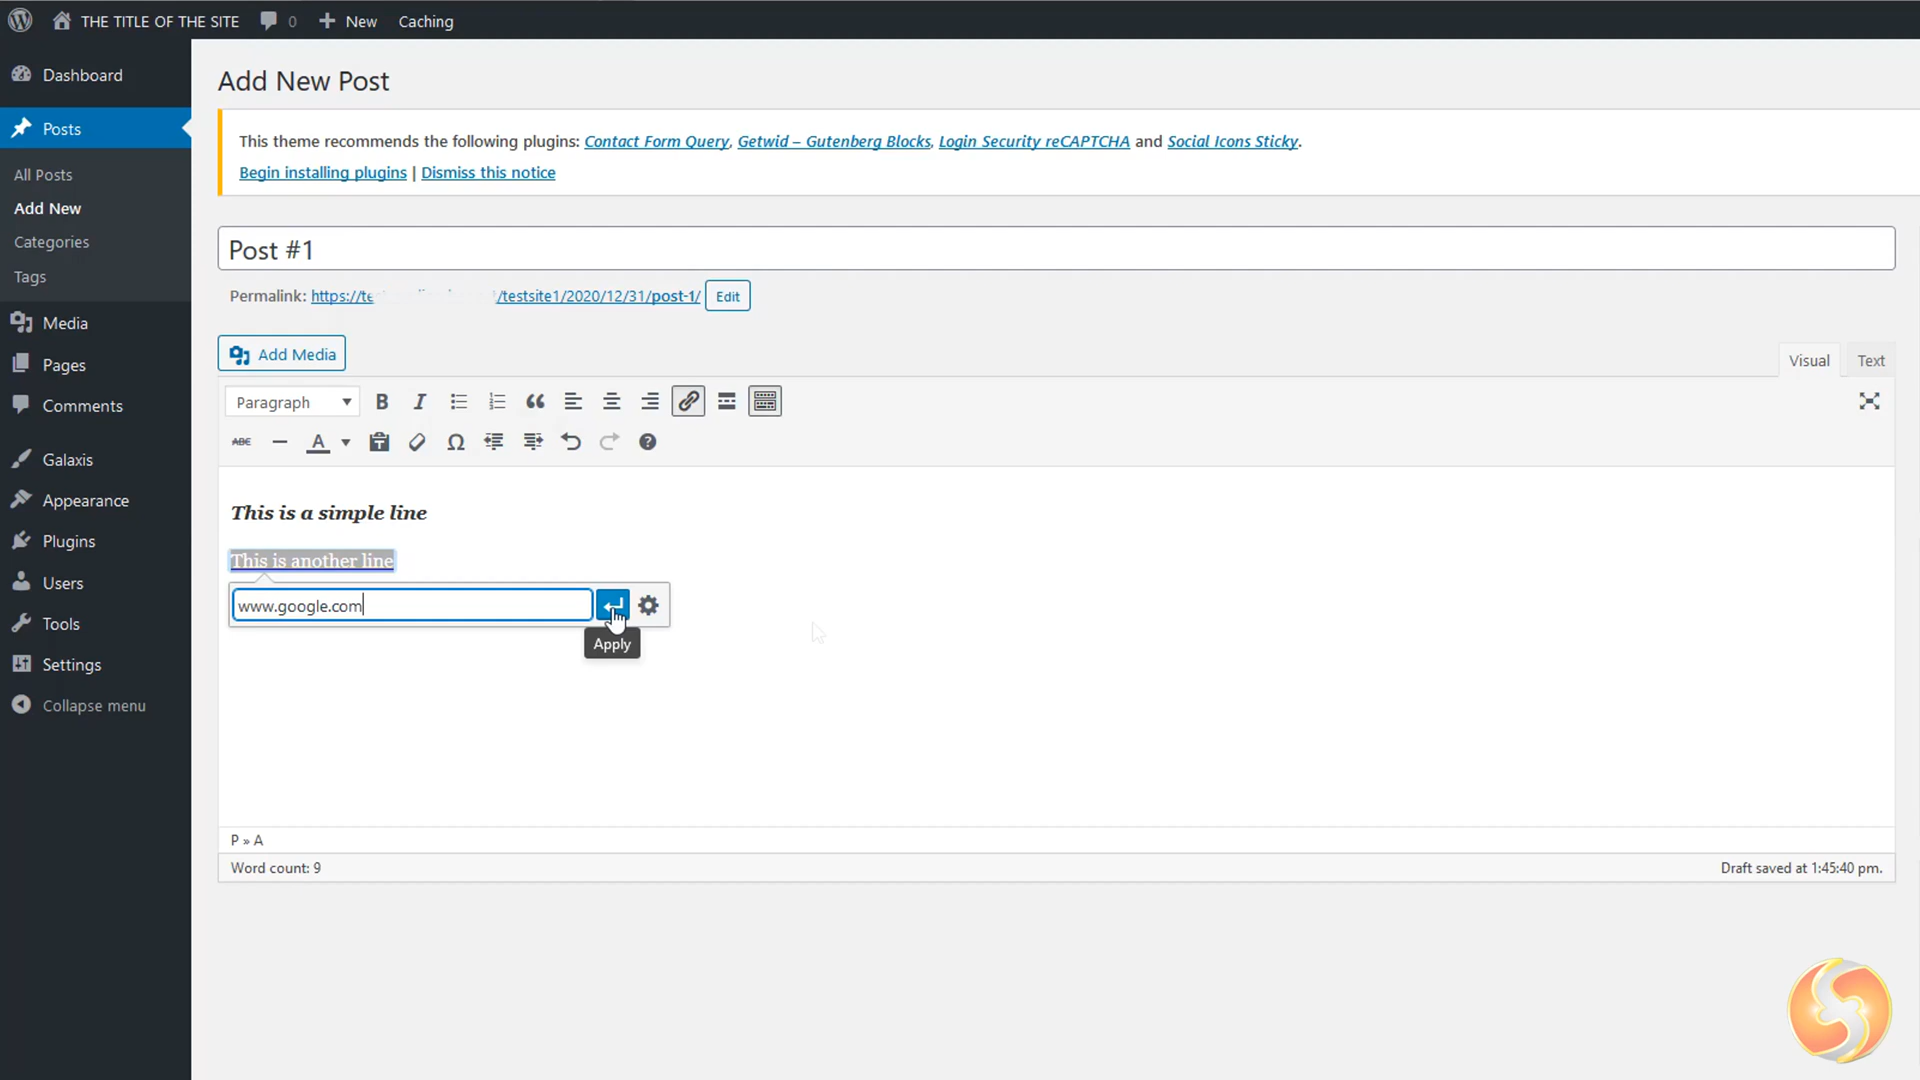 THE TITLE OF THE SITE 0 New Caching
Dashboard
Posts
All Posts
Add New
Categories
Tags
Media
Pages
Comments
Galaxis
Appearance
Plugins
Users
Tools
Settings
Collapse menu
Add New Post
This theme recommends the following plugins: Contact Form Query, Getwid – Gutenberg Blocks, Login Security reCAPTCHA and Social Icons Sticky.
Begin installing plugins | Dismiss this notice
Post #1
Permalink: https://te /testsite1/2020/12/31/post-1/ Edit
Add Media
Visual Text
Paragraph B I
ABC A
This is a simple line
This is another line
www.google.com
Apply
P » A
Word count: 9
Draft saved at 1:45:40 pm.